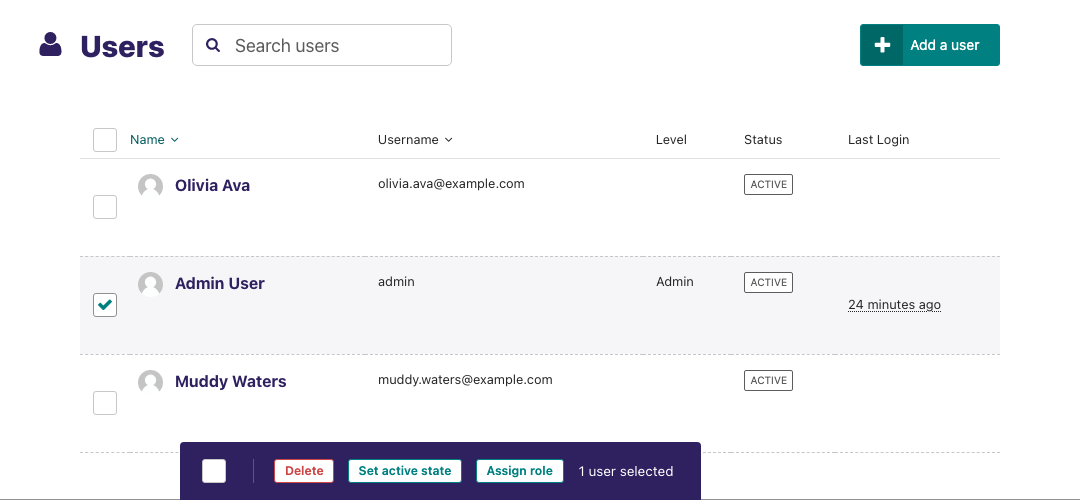 Users
Search users
Add a user
Name Username Level Status Last Login
Olivia Ava olivia.ava@example.com ACTIVE
Admin User admin Admin ACTIVE
24 minutes ago
Muddy Waters muddy.waters@example.com ACTIVE
Delete Set active state Assign role 1 user selected